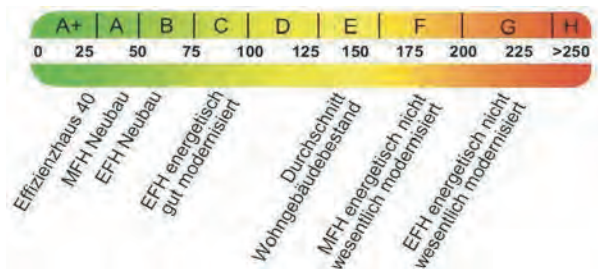 A+ A B C D E F G H
0 25 50 75 100 125 150 175 200 225 >250
Effizienzhaus 40
MFH Neubau
EFH Neubau
EFH energetisch
gut modernisiert
Durchschnitt
Wohngebäudebestand
MFH energetisch nicht
wesentlich modernisiert
EFH energetisch nicht
wesentlich modernisiert